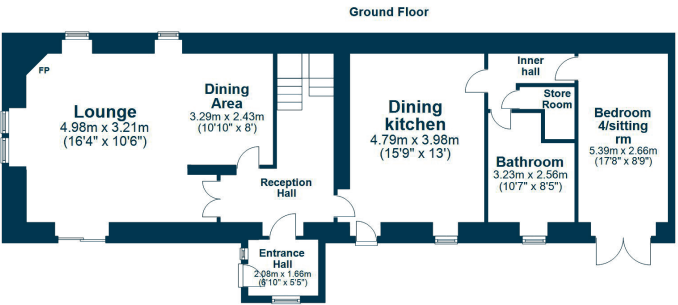 Ground Floor
FP
Lounge
4.98m x 3.21m
(16'4" x 10'6")
Dining
Area
3.29m x 2.43m
(10'10" x 8')
Reception
Hall
Entrance
Hall
2.08m x 1.66m
(6'10" x 5'5")
Dining
kitchen
4.79m x 3.98m
(15'9" x 13')
Inner
hall
Store
Room
Bathroom
3.23m x 2.56m
(10'7" x 8'5")
Bedroom
4/sitting
rm
5.39m x 2.66m
(17'8" x 8'9")